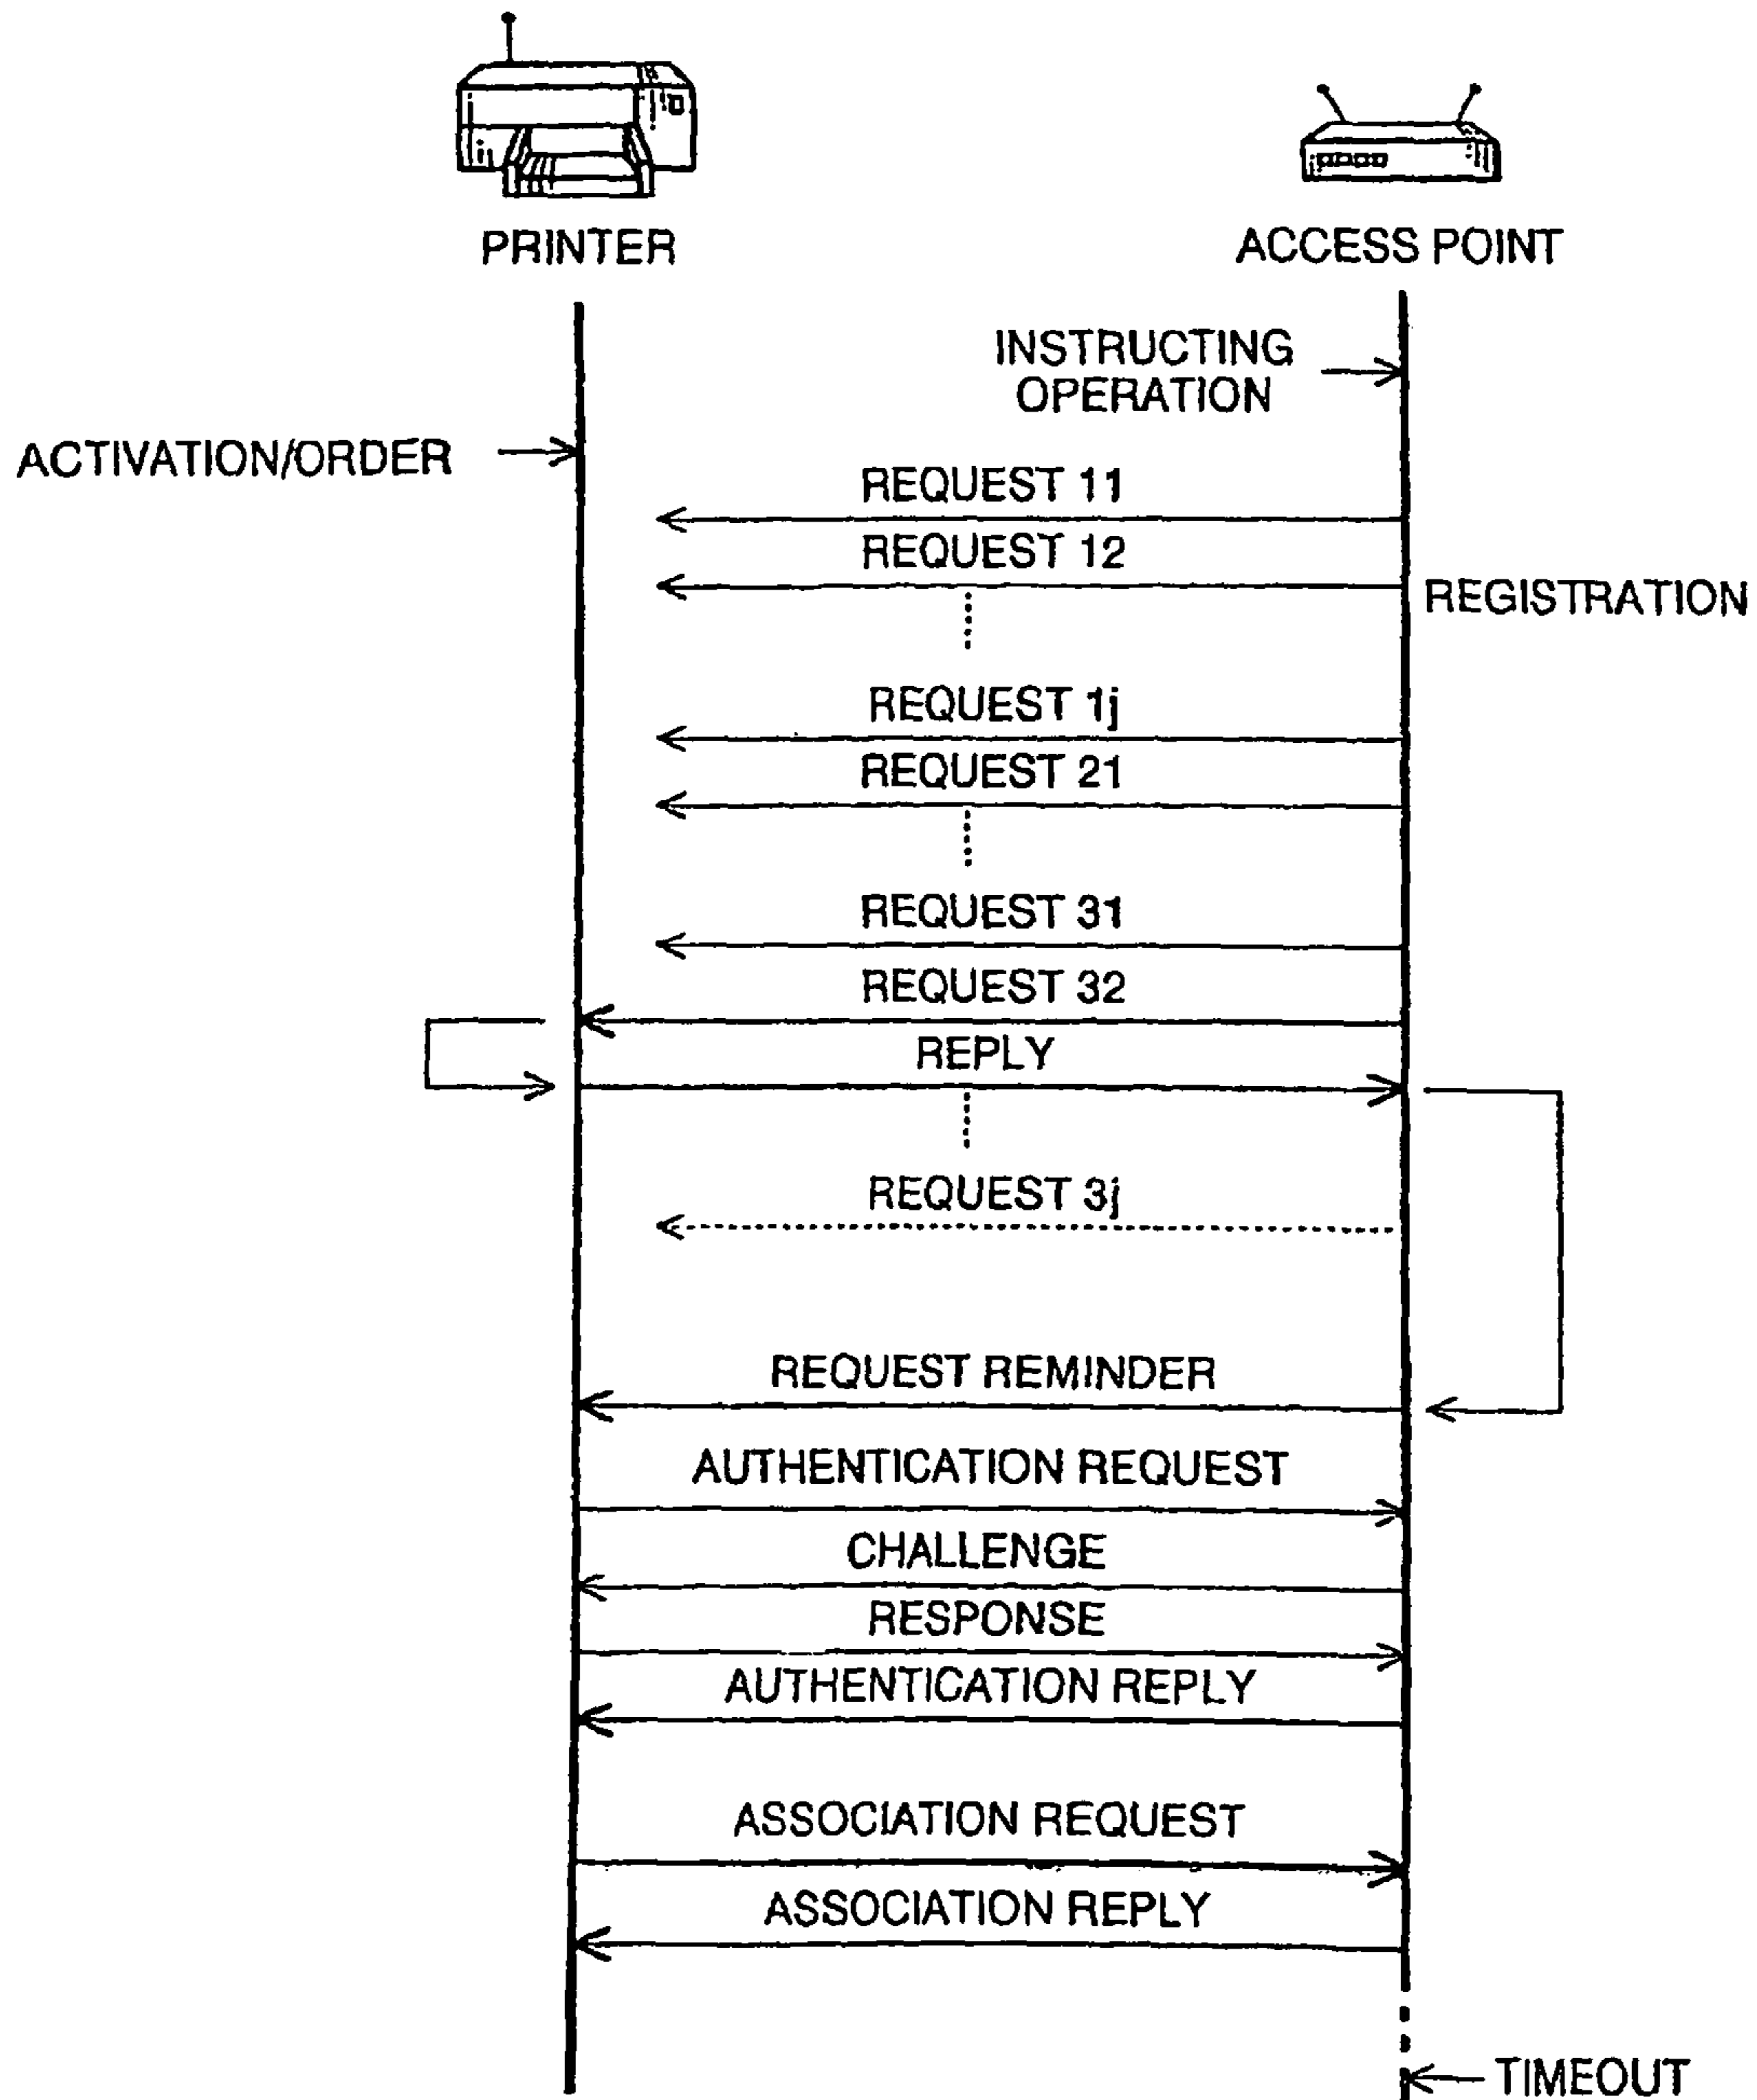 PRINTER
ACCESS POINT
INSTRUCTING
OPERATION
ACTIVATION/ORDER
REQUEST 11
REQUEST 12
REGISTRATION
REQUEST 1j
REQUEST 21
REQUEST 31
REQUEST 32
REPLY
REQUEST 3j
REQUEST REMINDER
AUTHENTICATION REQUEST
CHALLENGE
RESPONSE
AUTHENTICATION REPLY
ASSOCIATION REQUEST
ASSOCIATION REPLY
TIMEOUT